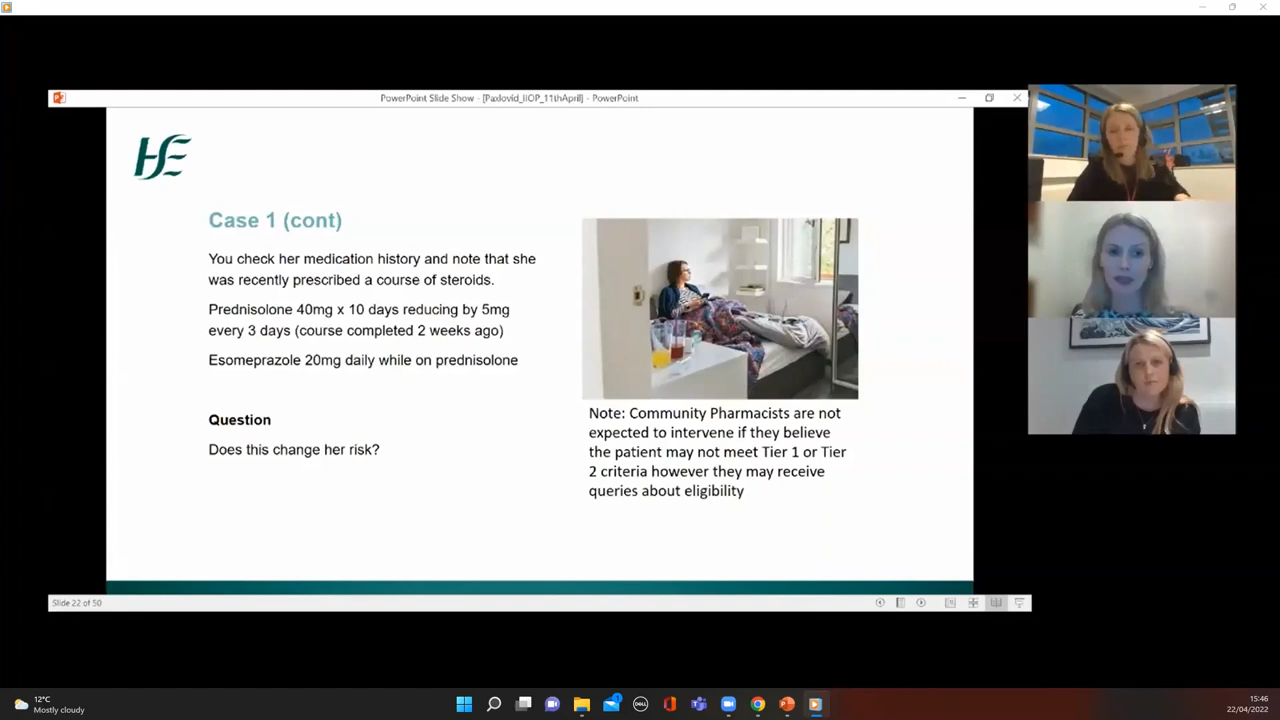 PowerPoint Slide Show - [Paxlovid_IIOP_11thApril] - PowerPoint
HSE
Case 1 (cont)
You check her medication history and note that she
was recently prescribed a course of steroids.
Prednisolone 40mg x 10 days reducing by 5mg
every 3 days (course completed 2 weeks ago)
Esomeprazole 20mg daily while on prednisolone
Question
Does this change her risk?
Note: Community Pharmacists are not
expected to intervene if they believe
the patient may not meet Tier 1 or Tier
2 criteria however they may receive
queries about eligibility
Slide 22 of 50
12°C
Mostly cloudy
DELL
15:46
22/04/2022